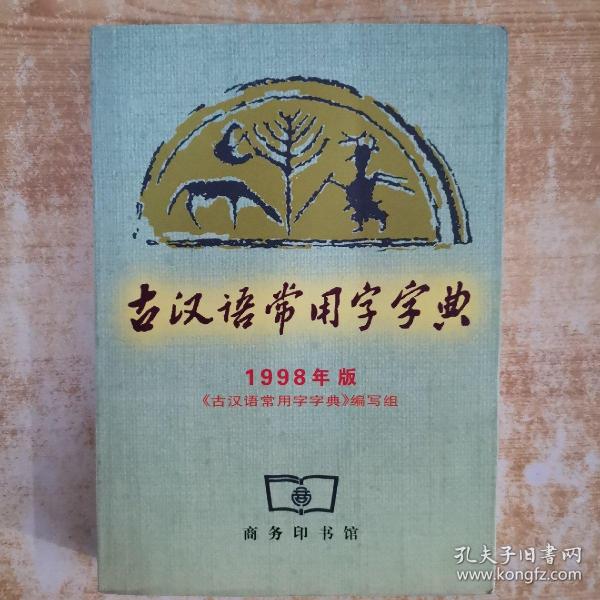 古汉语常用字字典
1998年版
《古汉语常用字字典》编写组
商务印书馆
孔夫子旧书网
www.kongfz.com